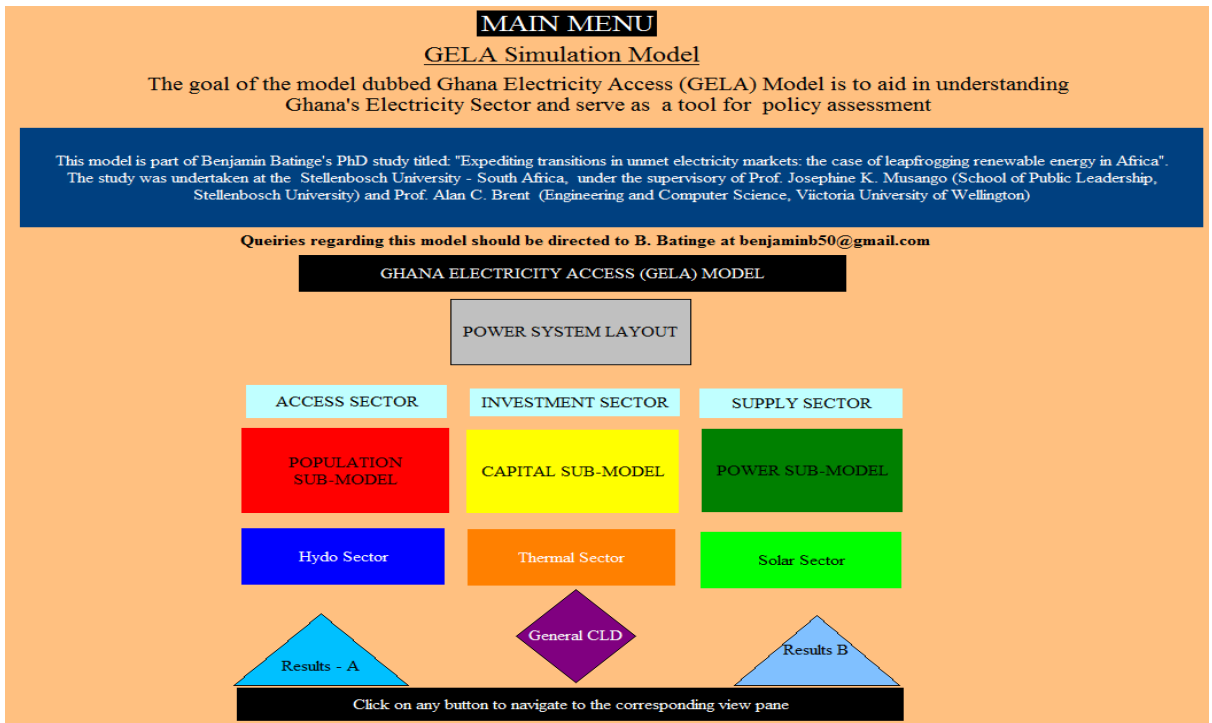 MAIN MENU
GELA Simulation Model
The goal of the model dubbed Ghana Electricity Access (GELA) Model is to aid in understanding
Ghana's Electricity Sector and serve as a tool for policy assessment
This model is part of Benjamin Batinge's PhD study titled: "Expediting transitions in unmet electricity markets: the case of leapfrogging renewable energy in Africa".
The study was undertaken at the Stellenbosch University - South Africa, under the supervisory of Prof. Josephine K. Musango (School of Public Leadership,
Stellenbosch University) and Prof. Alan C. Brent (Engineering and Computer Science, Viictoria University of Wellington)
Queiries regarding this model should be directed to B. Batinge at benjaminb50@gmail.com
GHANA ELECTRICITY ACCESS (GELA) MODEL
POWER SYSTEM LAYOUT
ACCESS SECTOR
INVESTMENT SECTOR
SUPPLY SECTOR
POPULATION
SUB-MODEL
CAPITAL SUB-MODEL
POWER SUB-MODEL
Hydo Sector
Thermal Sector
Solar Sector
General CLD
Results - A
Results B
Click on any button to navigate to the corresponding view pane